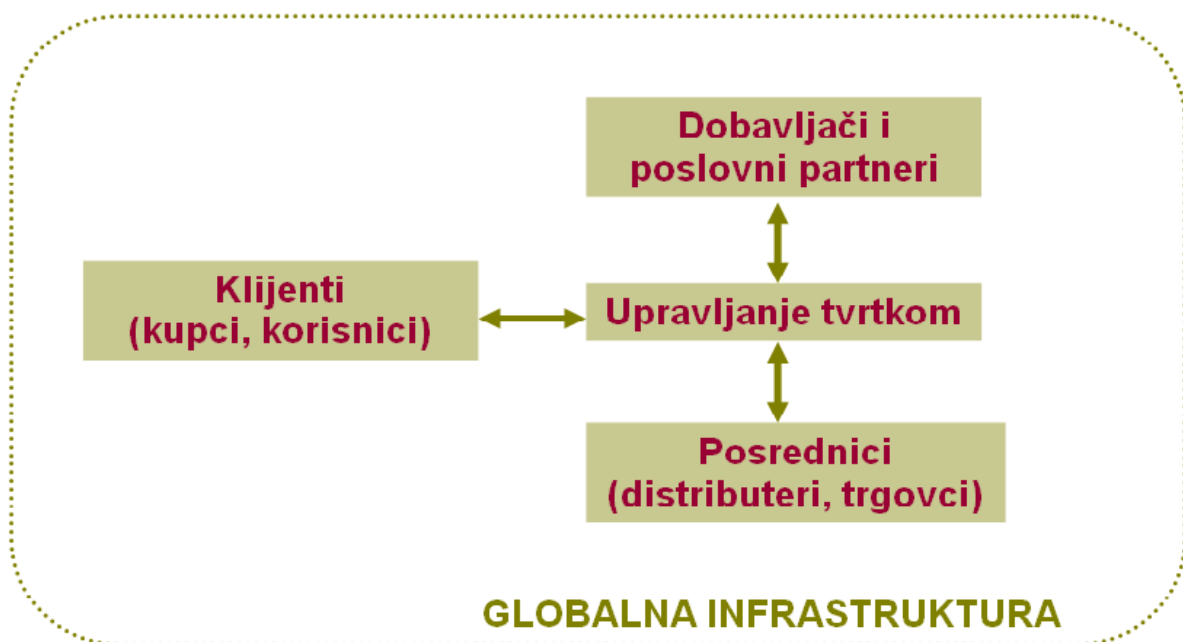 Dobavljači i
poslovni partneri
Klijenti
(kupci, korisnici)
Upravljanje tvrtkom
Posrednici
(distributeri, trgovci)
GLOBALNA INFRASTRUKTURA